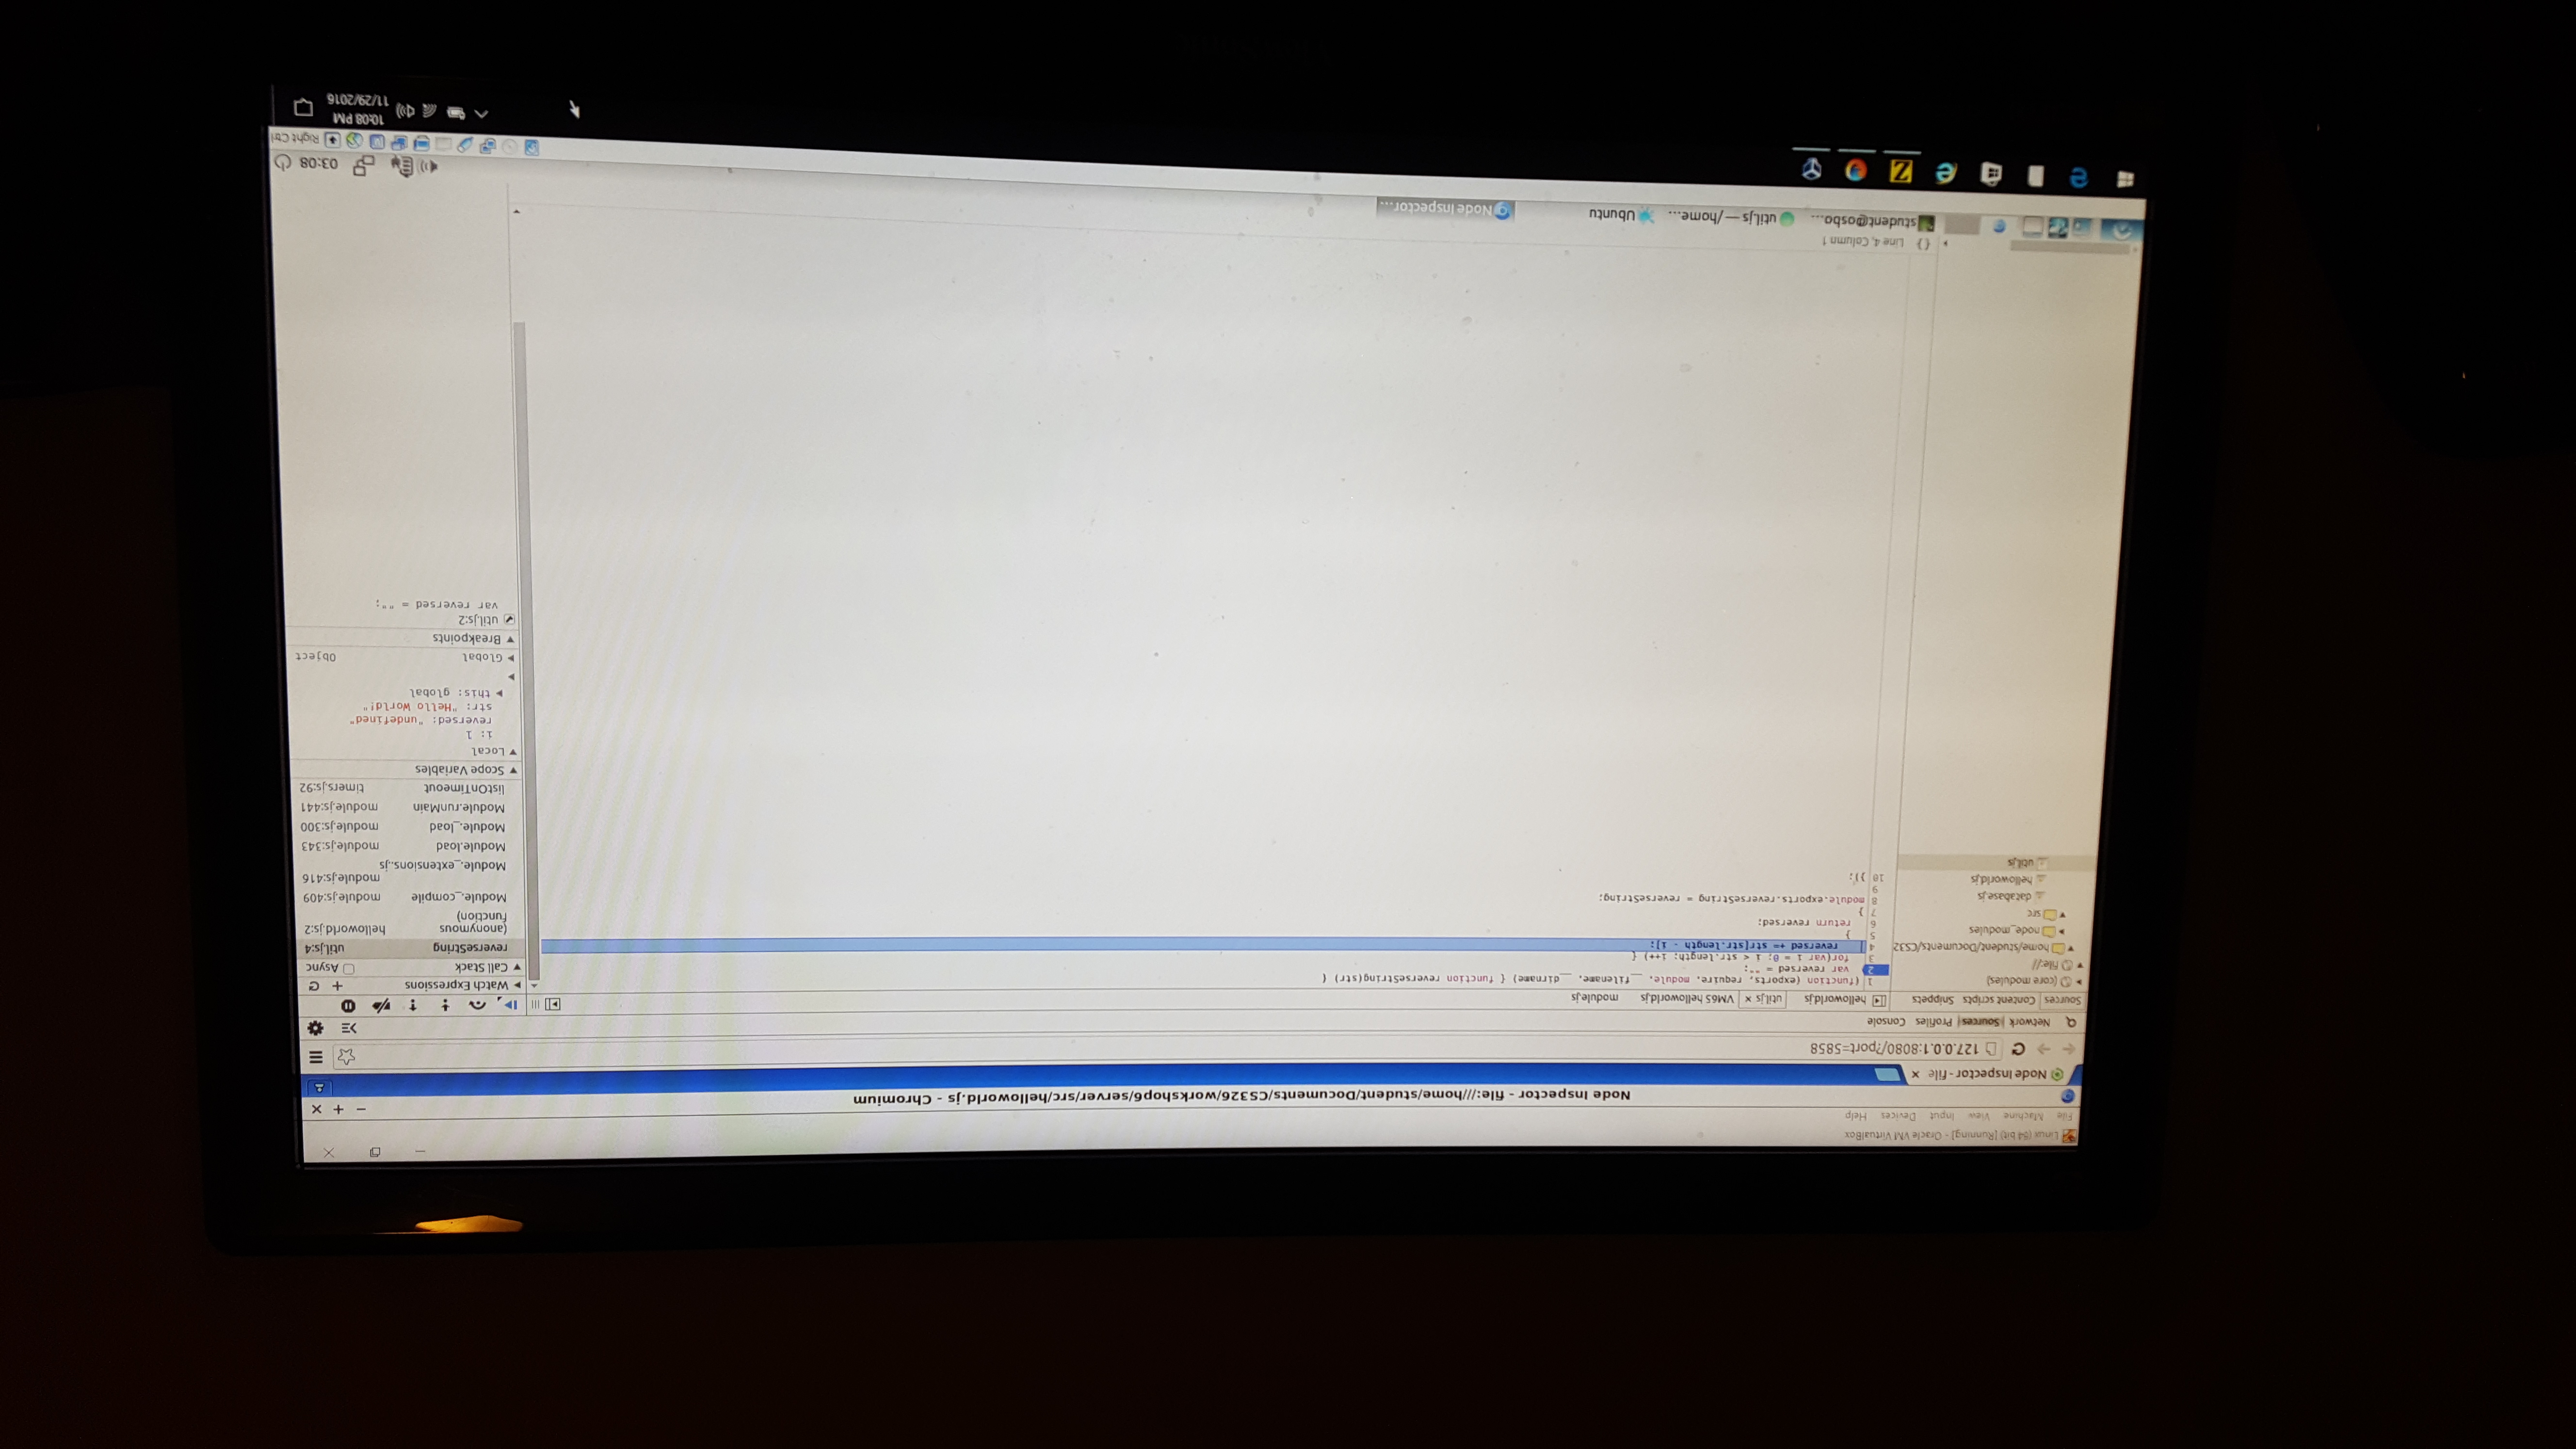 Linux (64 bit) [Running] - Oracle VM VirtualBox
File Machine View Input Devices Help
Node Inspector - file:///home/student/Documents/CS326/workshop6/server/src/helloworld.js - Chromium
Node Inspector - file
127.0.0.1:8080/?port=5858
Network Sources Profiles Console
Sources Content scripts Snippets
helloworld.js util.js × VM65 helloworld.js module.js
(core modules)
file://
home/student/Documents/CS32
node_modules
src
database.js
helloworld.js
util.js
1 (function (exports, require, module, __filename, __dirname) { function reverseString(str) {
2 var reversed = "";
3 for(var i = 0; i < str.length; i++) {
4 reversed += str[str.length - i];
5 }
6 return reversed;
7 }
8 module.exports.reverseString = reverseString;
9
10 });
Watch Expressions
Call Stack Async
reverseString util.js:4
(anonymous function) helloworld.js:2
Module._compile module.js:409
module.js:416
Module._extensions..js
Module.load module.js:343
Module._load module.js:300
Module.runMain module.js:441
listOnTimeout timers.js:92
Scope Variables
Local
i: 1
reversed: "undefined"
str: "Hello World!"
this: global
Global Object
Breakpoints
util.js:2
var reversed = "";
{} Line 4, Column 1
student@osbo... util.js — /home... Ubuntu Node Inspector...
03:08
Right Ctrl
10:08 PM
11/29/2016